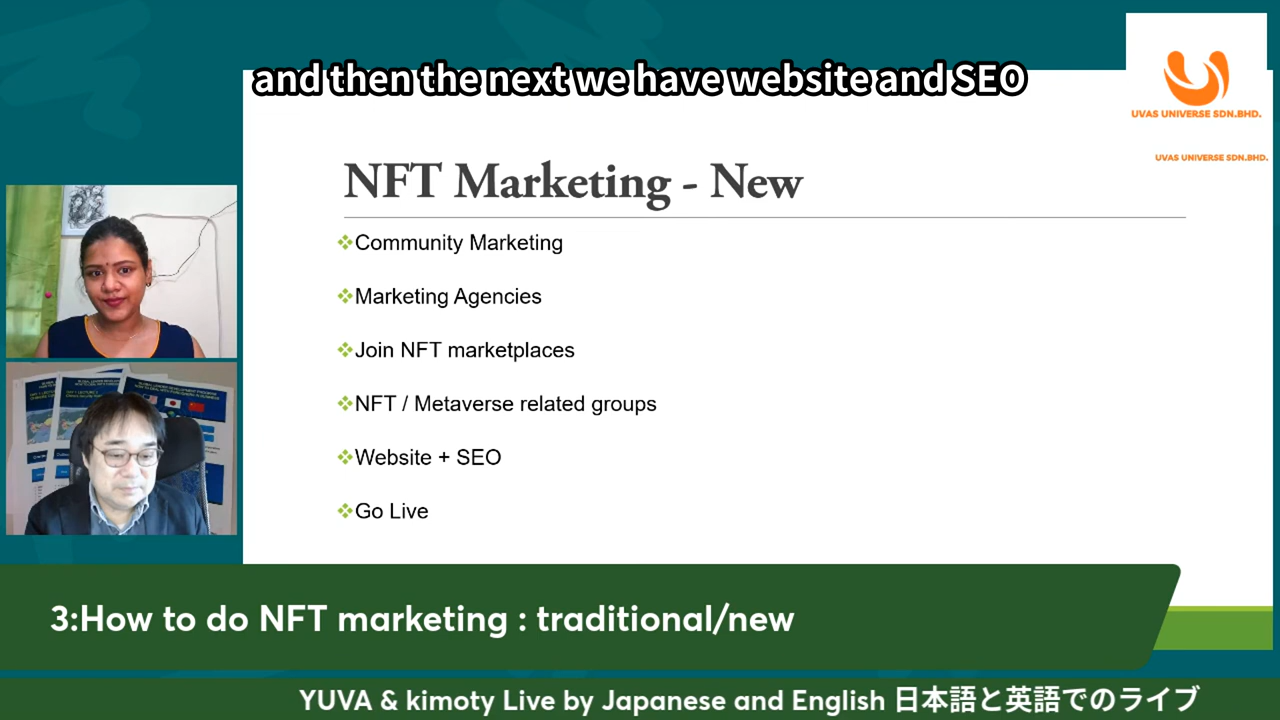 and then the next we have website and SEO
UVAS UNIVERSE SDN.BHD.
UVAS UNIVERSE SDN.BHD.
NFT Marketing - New
❖Community Marketing
❖Marketing Agencies
❖Join NFT marketplaces
❖NFT / Metaverse related groups
❖Website + SEO
❖Go Live
3:How to do NFT marketing : traditional/new
YUVA & kimoty Live by Japanese and English 日本語と英語でのライブ